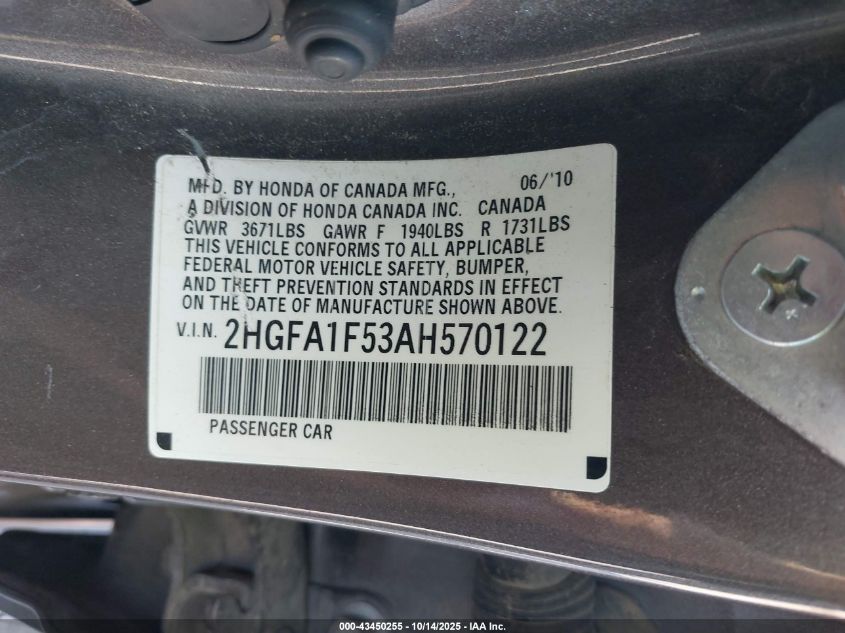 MFD. BY HONDA OF CANADA MFG., 06/'10
A DIVISION OF HONDA CANADA INC. CANADA
GVWR 3671LBS GAWR F 1940LBS R 1731LBS
THIS VEHICLE CONFORMS TO ALL APPLICABLE
FEDERAL MOTOR VEHICLE SAFETY, BUMPER,
AND THEFT PREVENTION STANDARDS IN EFFECT
ON THE DATE OF MANUFACTURE SHOWN ABOVE.
V.I.N. 2HGFA1F53AH570122
PASSENGER CAR
000-43450255 - 10/14/2025 - IAA Inc.